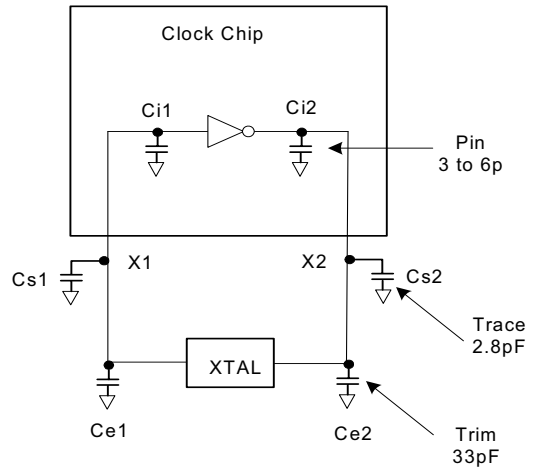 Clock Chip
Ci1
Ci2
Pin
3 to 6p
X1
X2
Cs1
Cs2
Trace
2.8pF
XTAL
Ce1
Ce2
Trim
33pF